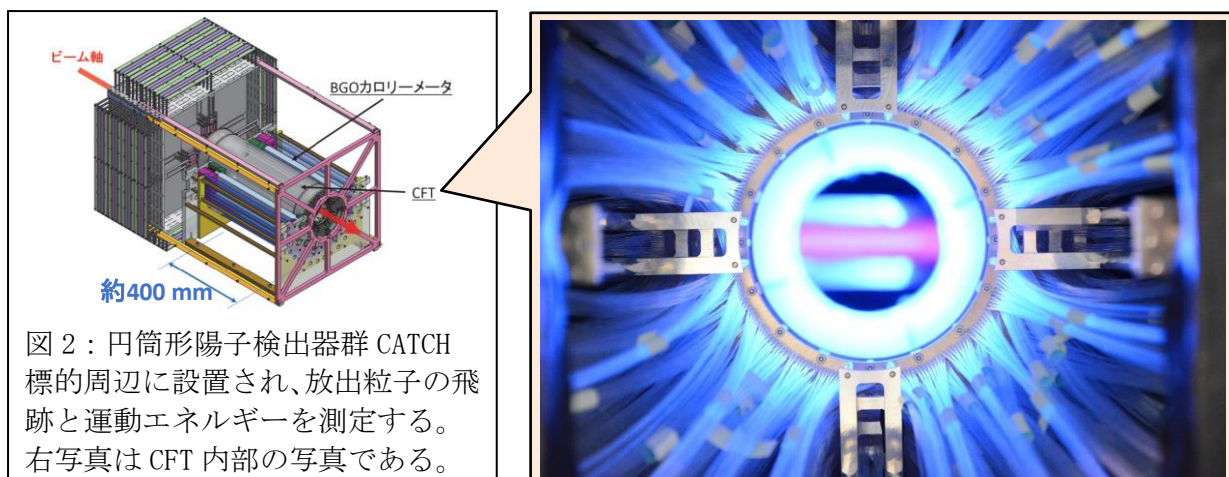 ビーム軸
BGOカロリーメータ
CFT
約400 mm
図 2：円筒形陽子検出器群 CATCH
標的周辺に設置され、放出粒子の飛
跡と運動エネルギーを測定する。
右写真は CFT 内部の写真である。